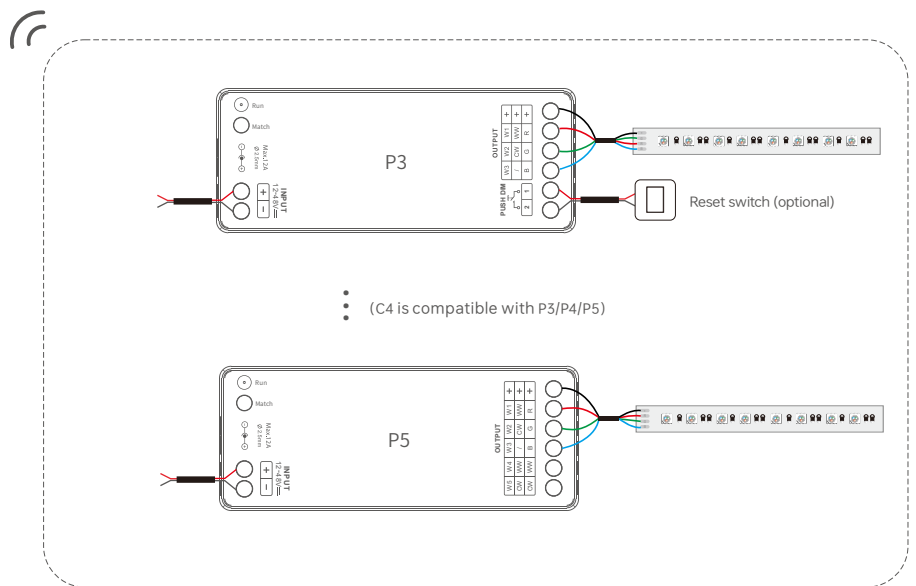 Run
Match
Max.12A
Ø 2.5mm
INPUT
12~48V
+
−
P3
OUTPUT
+ + +
W1 WW R
W2 CW G
W3 / B
PUSH DIM
1
2
Reset switch (optional)
(C4 is compatible with P3/P4/P5)
Run
Match
Max.12A
Ø 2.5mm
INPUT
12~48V
+
−
P5
OUTPUT
+ + +
W1 WW R
W2 CW G
W3 / B
W4 WW WW
W5 CW CW